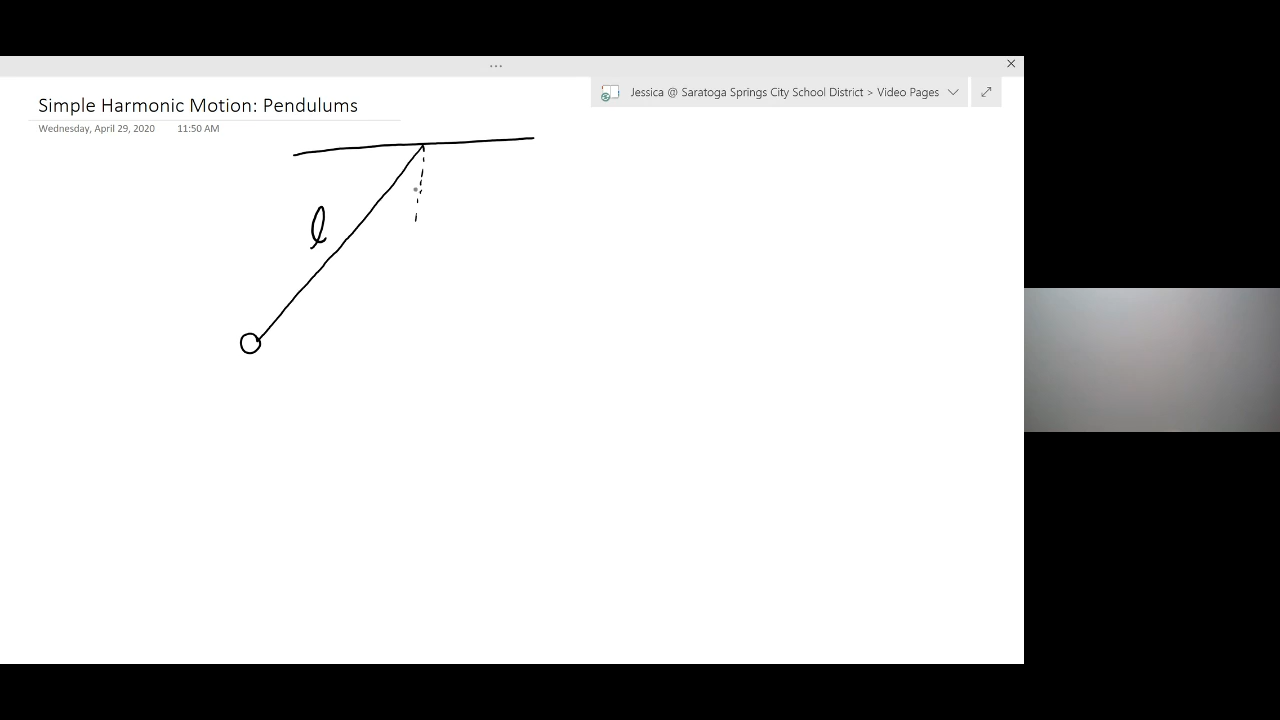 Jessica @ Saratoga Springs City School District > Video Pages
Simple Harmonic Motion: Pendulums
Wednesday, April 29, 2020 11:50 AM
l